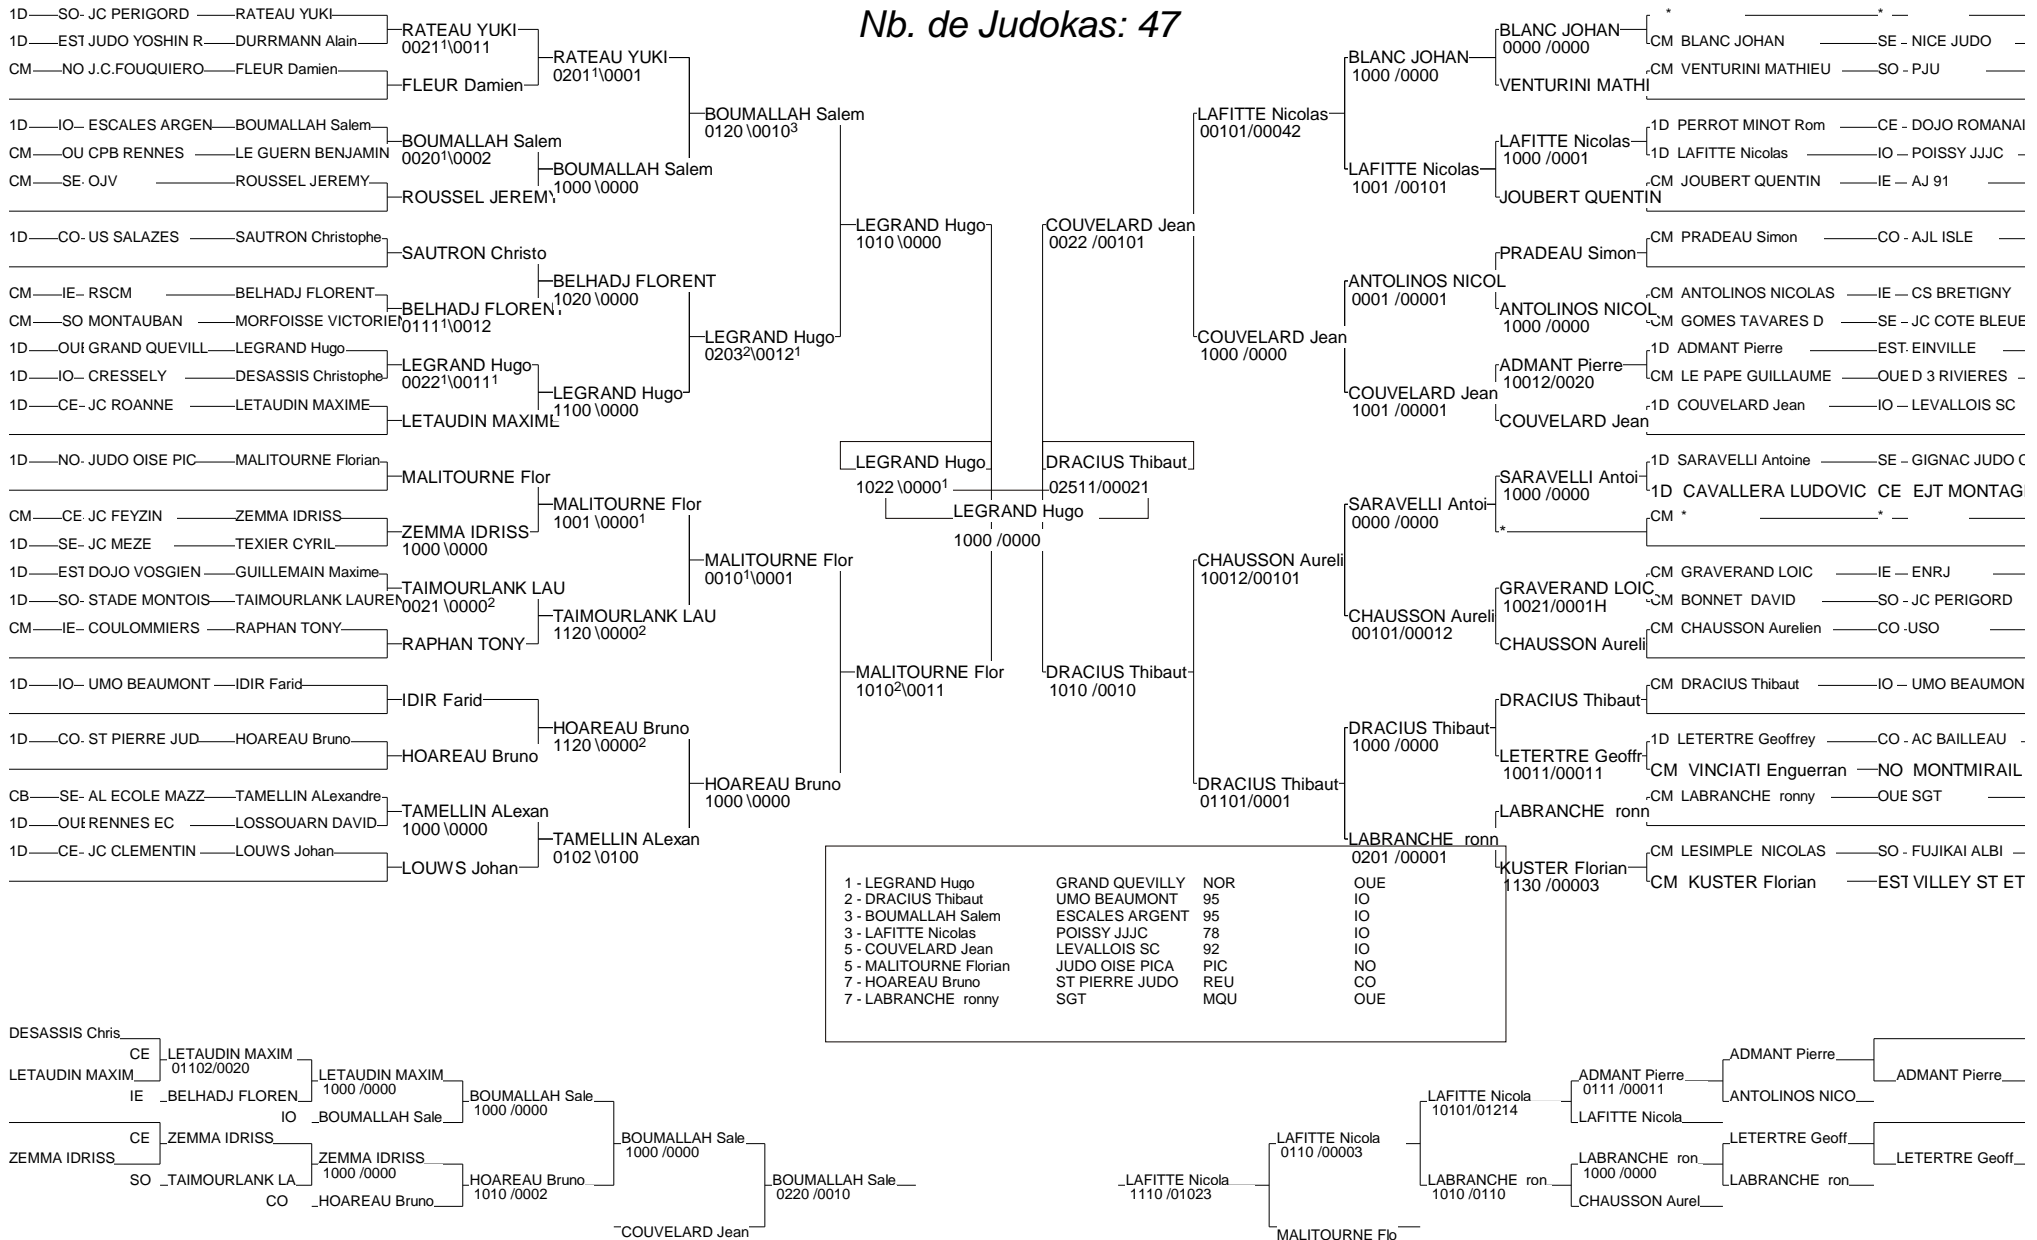 Nb. de Judokas: 47
1D SO- JC PERIGORD RATEAU YUKI
1D EST JUDO YOSHIN R DURRMANN Alain
CM NO J.C.FOUQUIERO FLEUR Damien
1D IO ESCALES ARGEN BOUMALLAH Salem
CM OU CPB RENNES LE GUERN BENJAMIN
CM SE- OJV ROUSSEL JEREMY
1D CO- US SALAZES SAUTRON Christophe
CM IE RSCM BELHADJ FLORENT
CM SO MONTAUBAN MORFOISSE VICTORIEN
1D OUE GRAND QUEVILL LEGRAND Hugo
1D IO CRESSELY DESASSIS Christophe
1D CE- JC ROANNE LETAUDIN MAXIME
1D NO- JUDO OISE PIC MALITOURNE Florian
CM CE- JC FEYZIN ZEMMA IDRISS
1D SE- JC MEZE TEXIER CYRIL
1D EST DOJO VOSGIEN GUILLEMAIN Maxime
1D SO- STADE MONTOIS TAIMOURLANK LAUREN
CM IE COULOMMIERS RAPHAN TONY
1D IO UMO BEAUMONT IDIR Farid
1D CO- ST PIERRE JUD HOAREAU Bruno
CB SE- AL ECOLE MAZZ TAMELLIN ALexandre
1D OUE RENNES EC LOSSOUARN DAVID
1D CE- JC CLEMENTIN LOUWS Johan
RATEAU YUKI
0021¹\0011
FLEUR Damien
BOUMALLAH Salem
0020¹\0002
ROUSSEL JEREMY
SAUTRON Christo
BELHADJ FLOREN
0111¹\0012
LEGRAND Hugo
0022¹\0011¹
LETAUDIN MAXIME
MALITOURNE Flor
ZEMMA IDRISS
1000 \0000
TAIMOURLANK LAU
0021 \0000²
RAPHAN TONY
IDIR Farid
HOAREAU Bruno
TAMELLIN ALexan
1000 \0000
LOUWS Johan
RATEAU YUKI
0201¹\0001
BOUMALLAH Salem
1000 \0000
BELHADJ FLORENT
1020 \0000
LEGRAND Hugo
1100 \0000
MALITOURNE Flor
1001 \0000¹
TAIMOURLANK LAU
1120 \0000²
HOAREAU Bruno
1120 \0000²
TAMELLIN ALexan
0102 \0100
BOUMALLAH Salem
0120 \0010³
LEGRAND Hugo
0203²\0012¹
MALITOURNE Flor
0010¹\0001
HOAREAU Bruno
1000 \0000
LEGRAND Hugo
1010 \0000
MALITOURNE Flor
1010²\0011
LEGRAND Hugo
1022 \0000¹
DRACIUS Thibaut
02511/00021
LEGRAND Hugo
1000 /0000
COUVELARD Jean
0022 /00101
DRACIUS Thibaut
1010 /0010
LAFITTE Nicolas
00101/00042
COUVELARD Jean
1000 /0000
CHAUSSON Aureli
10012/00101
DRACIUS Thibaut
01101/0001
BLANC JOHAN
1000 /0000
LAFITTE Nicolas
1001 /00101
ANTOLINOS NICOL
0001 /00001
COUVELARD Jean
1001 /00001
SARAVELLI Antoi
0000 /0000
CHAUSSON Aureli
00101/00012
DRACIUS Thibaut
1000 /0000
LABRANCHE ronn
0201 /00001
BLANC JOHAN
0000 /0000
VENTURINI MATHI
LAFITTE Nicolas
1000 /0001
JOUBERT QUENTIN
PRADEAU Simon
ANTOLINOS NICOL
1000 /0000
ADMANT Pierre
10012/0020
COUVELARD Jean
SARAVELLI Antoi
1000 /0000
*
GRAVERAND LOIC
10021/0001H
CHAUSSON Aureli
DRACIUS Thibaut
LETERTRE Geoffr
10011/00011
LABRANCHE ronn
KUSTER Florian
1130 /00003
* *
CM BLANC JOHAN SE - NICE JUDO
CM VENTURINI MATHIEU SO - PJU
1D PERROT MINOT Rom CE - DOJO ROMANAI
1D LAFITTE Nicolas IO - POISSY JJJC
CM JOUBERT QUENTIN IE - AJ 91
CM PRADEAU Simon CO - AJL ISLE
CM ANTOLINOS NICOLAS IE - CS BRETIGNY
CM GOMES TAVARES D SE - JC COTE BLEUE
1D ADMANT Pierre EST- EINVILLE
CM LE PAPE GUILLAUME OUE D 3 RIVIERES
1D COUVELARD Jean IO - LEVALLOIS SC
1D SARAVELLI Antoine SE - GIGNAC JUDO C
1D CAVALLERA LUDOVIC CE EJT MONTAG
CM * *
CM GRAVERAND LOIC IE - ENRJ
CM BONNET DAVID SO - JC PERIGORD
CM CHAUSSON Aurelien CO -USO
CM DRACIUS Thibaut IO - UMO BEAUMON
1D LETERTRE Geoffrey CO - AC BAILLEAU
CM VINCIATI Enguerran NO MONTMIRAIL
CM LABRANCHE ronny OUE SGT
CM LESIMPLE NICOLAS SO - FUJIKAI ALBI
CM KUSTER Florian EST VILLEY ST ET
1 - LEGRAND Hugo GRAND QUEVILLY NOR OUE
2 - DRACIUS Thibaut UMO BEAUMONT 95 IO
3 - BOUMALLAH Salem ESCALES ARGENT 95 IO
3 - LAFITTE Nicolas POISSY JJJC 78 IO
5 - COUVELARD Jean LEVALLOIS SC 92 IO
5 - MALITOURNE Florian JUDO OISE PICA PIC NO
7 - HOAREAU Bruno ST PIERRE JUDO REU CO
7 - LABRANCHE ronny SGT MQU OUE
DESASSIS Chris
CE
LETAUDIN MAXIM
IE
CE
ZEMMA IDRISS
SO
LETAUDIN MAXIM
01102/0020
BELHADJ FLOREN
IO
ZEMMA IDRISS
TAIMOURLANK LA
CO
LETAUDIN MAXIM
1000 /0000
BOUMALLAH Sale
ZEMMA IDRISS
1000 /0000
HOAREAU Bruno
BOUMALLAH Sale
1000 /0000
HOAREAU Bruno
1010 /0002
BOUMALLAH Sale
1000 /0000
COUVELARD Jean
BOUMALLAH Sale
0220 /0010
LAFITTE Nicola
1110 /01023
LAFITTE Nicola
0110 /00003
MALITOURNE Flo
LAFITTE Nicola
10101/01214
LABRANCHE ron
1010 /0110
ADMANT Pierre
0111 /00011
LAFITTE Nicola
LABRANCHE ron
1000 /0000
CHAUSSON Aurel
ADMANT Pierre
ANTOLINOS NICO
LETERTRE Geoff
LABRANCHE ron
ADMANT Pierre
LETERTRE Geoff